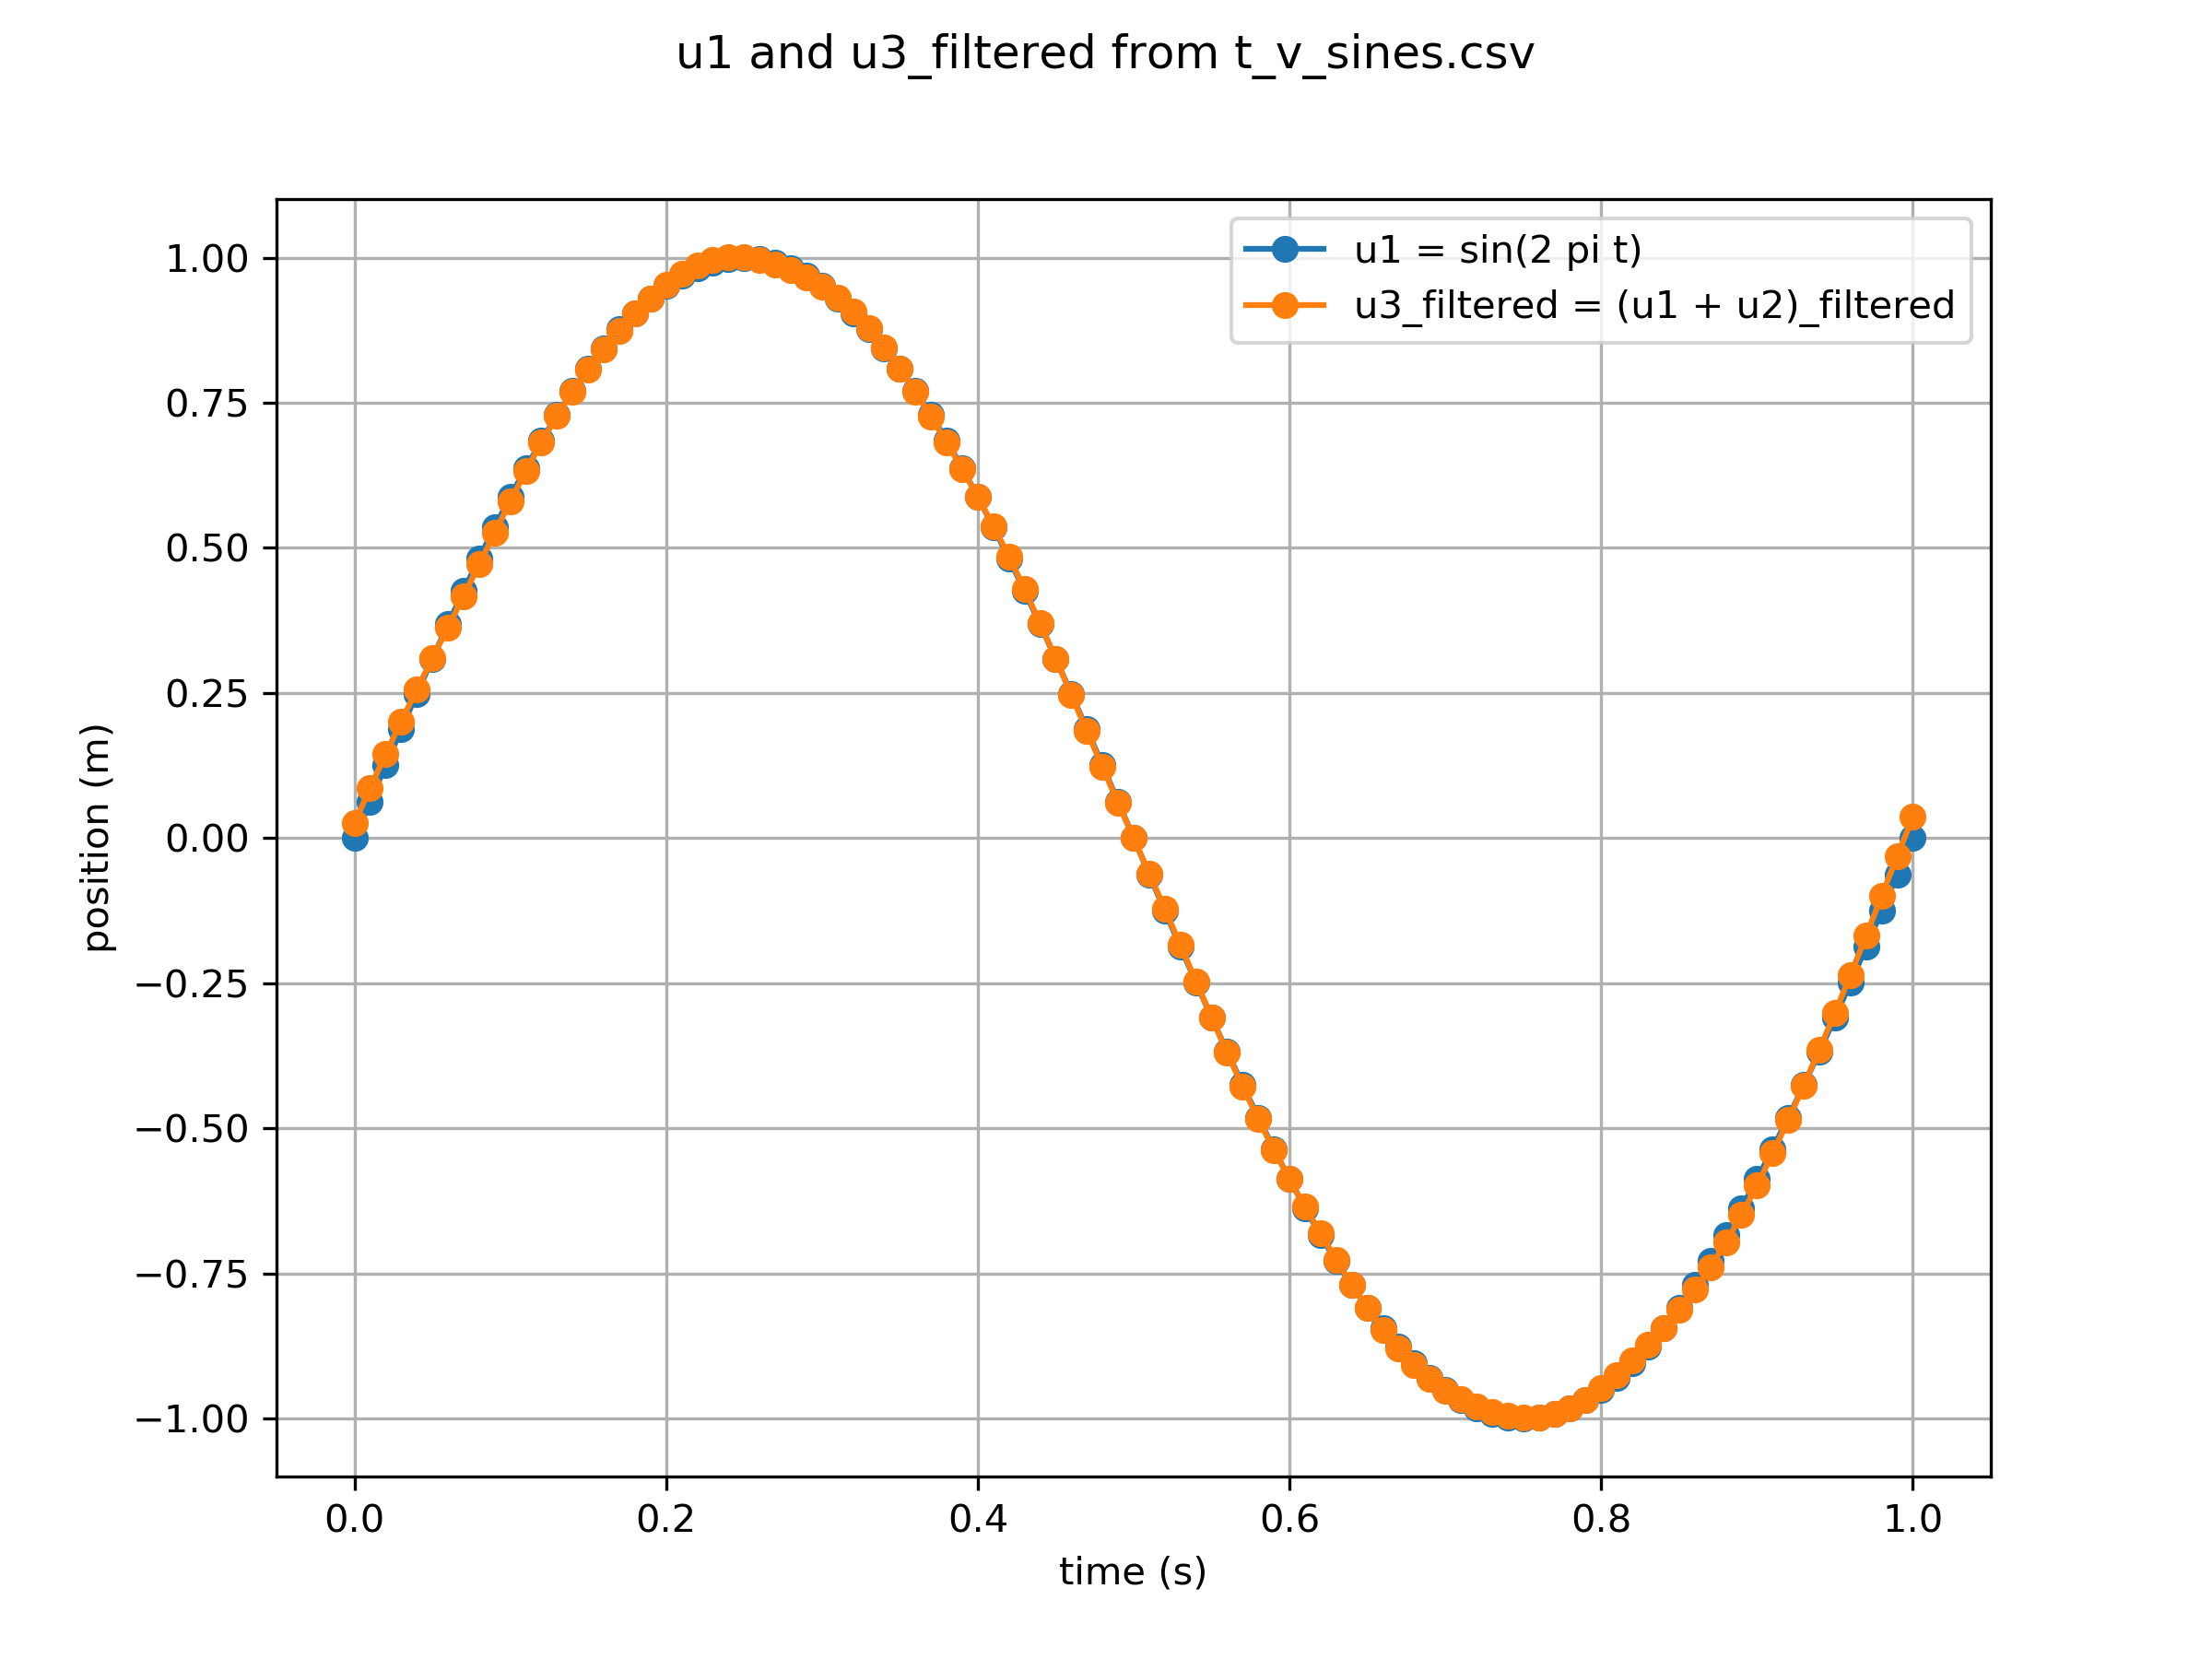 u1 and u3_filtered from t_v_sines.csv
u1 = sin(2 pi t)
u3_filtered = (u1 + u2)_filtered
1.00
0.75
0.50
0.25
0.00
−0.25
−0.50
−0.75
−1.00
position (m)
0.0 0.2 0.4 0.6 0.8 1.0
time (s)